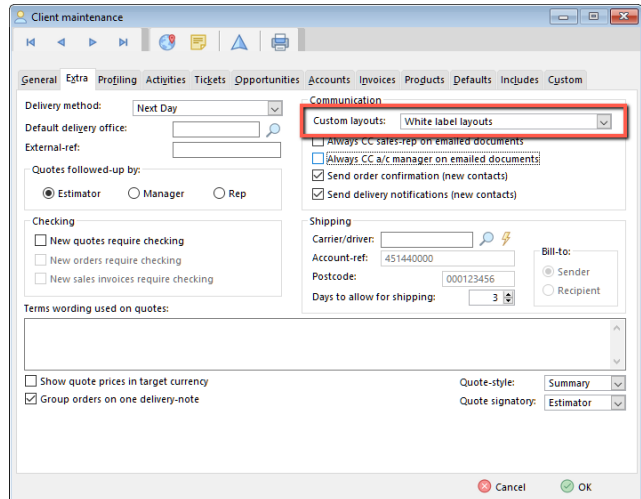 Client maintenance
General Extra Profiling Activities Tickets Opportunities Accounts Invoices Products Defaults Includes Custom
Delivery method: Next Day
Default delivery office:
External-ref:
Quotes followed-up by:
Estimator Manager Rep
Communication
Custom layouts: White label layouts
Always CC sales-rep on emailed documents
Always CC a/c manager on emailed documents
Send order confirmation (new contacts)
Send delivery notifications (new contacts)
Checking
New quotes require checking
New orders require checking
New sales invoices require checking
Shipping
Carrier/driver:
Account-ref: 451440000
Postcode: 000123456
Days to allow for shipping: 3
Bill-to:
Sender
Recipient
Terms wording used on quotes:
Show quote prices in target currency
Group orders on one delivery-note
Quote-style: Summary
Quote signatory: Estimator
Cancel OK